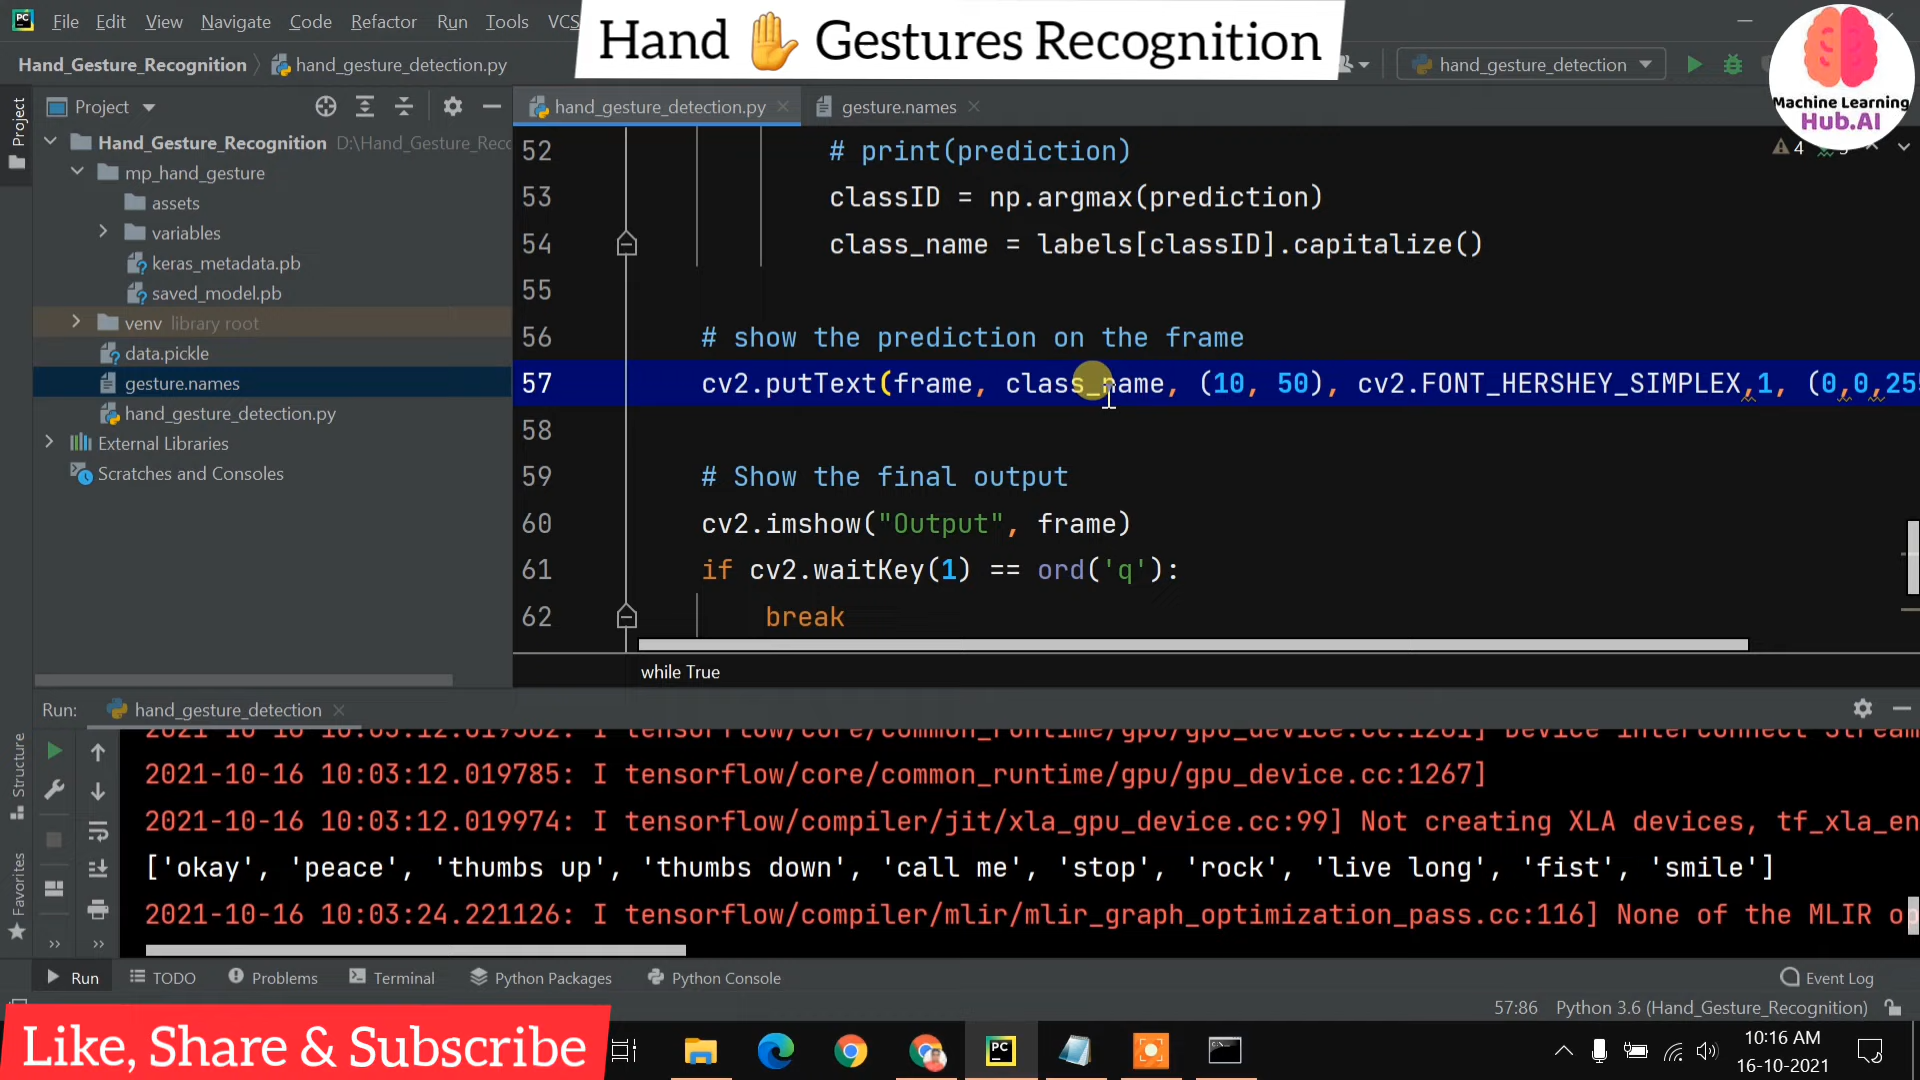 File Edit View Navigate Code Refactor Run Tools VCS
Hand ✋ Gestures Recognition
Machine Learning
Hub.AI
Hand_Gesture_Recognition hand_gesture_detection.py
hand_gesture_detection
Project
Project
hand_gesture_detection.py
gesture.names
Hand_Gesture_Recognition D:\Hand_Gesture_Reco
mp_hand_gesture
assets
variables
keras_metadata.pb
saved_model.pb
venv library root
data.pickle
gesture.names
hand_gesture_detection.py
External Libraries
Scratches and Consoles
4
52 # print(prediction)
53 classID = np.argmax(prediction)
54 class_name = labels[classID].capitalize()
55
56 # show the prediction on the frame
57 cv2.putText(frame, class_name, (10, 50), cv2.FONT_HERSHEY_SIMPLEX,1, (0,0,255
58
59 # Show the final output
60 cv2.imshow("Output", frame)
61 if cv2.waitKey(1) == ord('q'):
62 break
while True
Run: hand_gesture_detection
Structure
Favorites
2021-10-16 10:03:12.019785: I tensorflow/core/common_runtime/gpu/gpu_device.cc:1267]
2021-10-16 10:03:12.019974: I tensorflow/compiler/jit/xla_gpu_device.cc:99] Not creating XLA devices, tf_xla_en
['okay', 'peace', 'thumbs up', 'thumbs down', 'call me', 'stop', 'rock', 'live long', 'fist', 'smile']
2021-10-16 10:03:24.221126: I tensorflow/compiler/mlir/mlir_graph_optimization_pass.cc:116] None of the MLIR o
Run TODO Problems Terminal Python Packages Python Console Event Log
57:86 Python 3.6 (Hand_Gesture_Recognition)
Like, Share & Subscribe
10:16 AM
16-10-2021